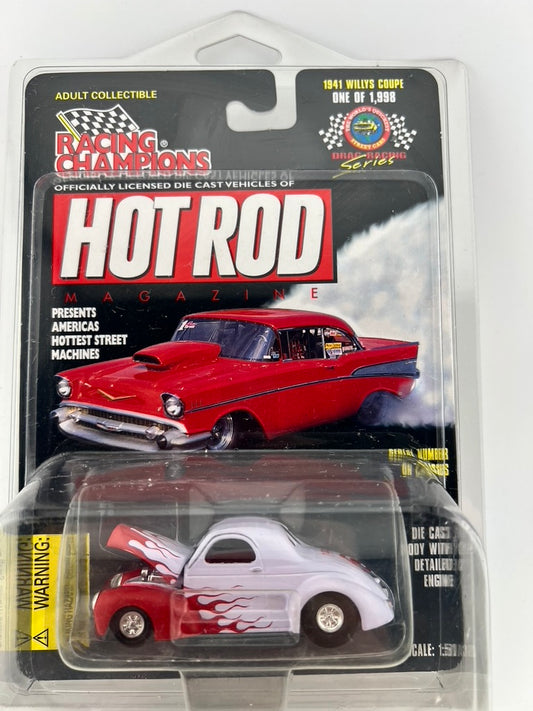 ADULT COLLECTIBLE
1941 WILLYS COUPE
ONE OF 1,998
RACING
CHAMPIONS®
DRAG RACING
Series
OFFICIALLY LICENSED DIE CAST VEHICLES OF
HOT ROD
MAGAZINE
PRESENTS
AMERICAS
HOTTEST STREET
MACHINES
SERIAL NUMBER
ON CHASSIS
DIE CAST
BODY WITH
DETAILED
ENGINE
WARNING:
SCALE: